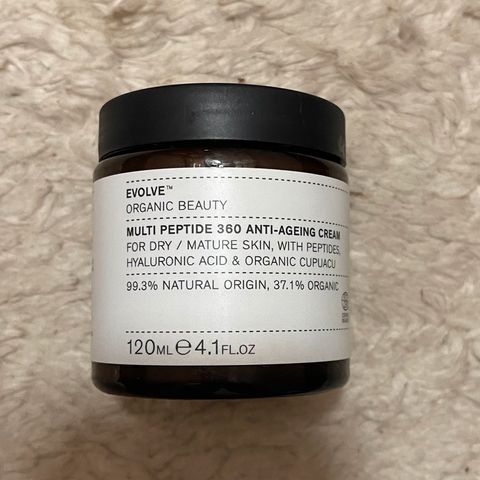 EVOLVE™
ORGANIC BEAUTY
MULTI PEPTIDE 360 ANTI-AGEING CREAM
FOR DRY / MATURE SKIN, WITH PEPTIDES,
HYALURONIC ACID & ORGANIC CUPUACU
99.3% NATURAL ORIGIN, 37.1% ORGANIC
120ML ℮ 4.1FL.OZ